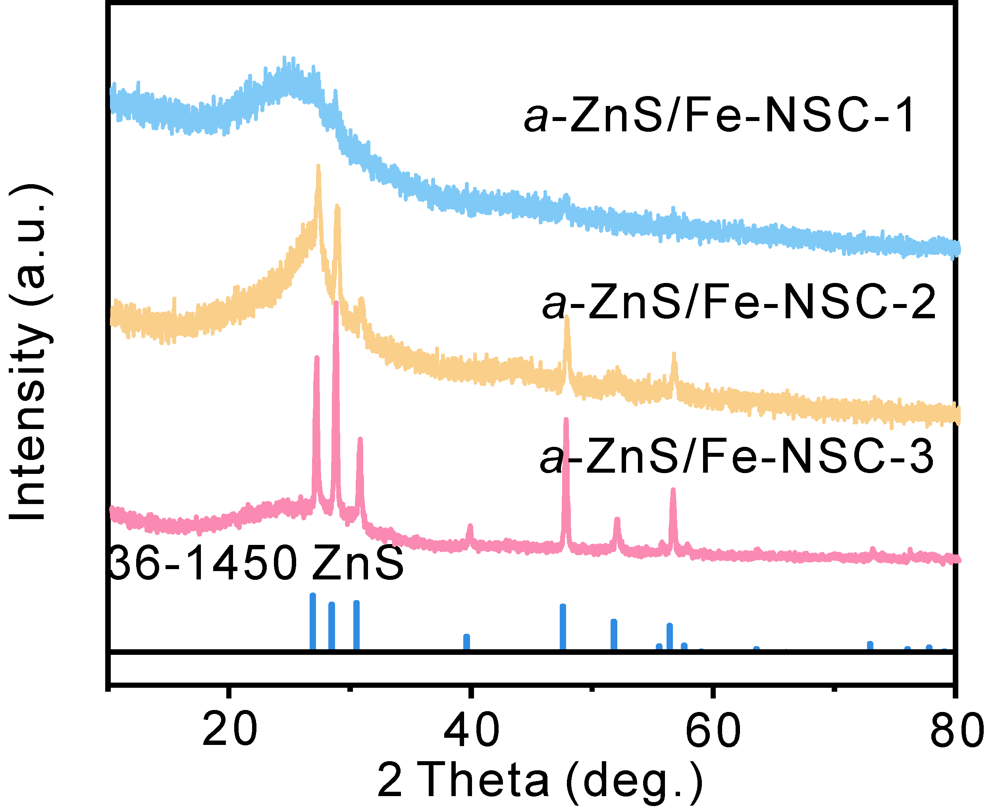 a-ZnS/Fe-NSC-1
a-ZnS/Fe-NSC-2
a-ZnS/Fe-NSC-3
36-1450 ZnS
Intensity (a.u.)
20 40 60 80
2 Theta (deg.)